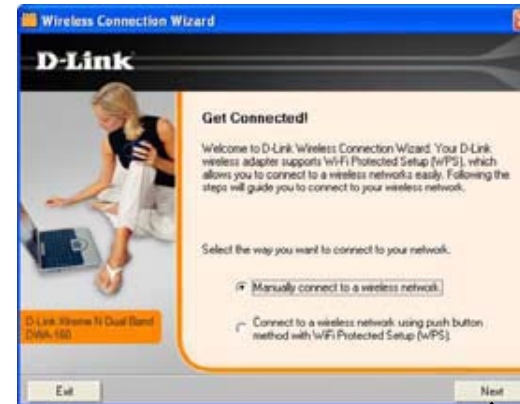 Wireless Connection Wizard
D-Link
Get Connected!
Welcome to D-Link Wireless Connection Wizard. Your D-Link
wireless adapter supports Wi-Fi Protected Setup (WPS), which
allows you to connect to a wireless networks easily. Following the
steps will guide you to connect to your wireless network.
Select the way you want to connect to your network.
Manually connect to a wireless network.
Connect to a wireless network using push button
method with WiFi Protected Setup (WPS).
D-Link Xtreme N Dual Band
DWA-160
Exit
Next